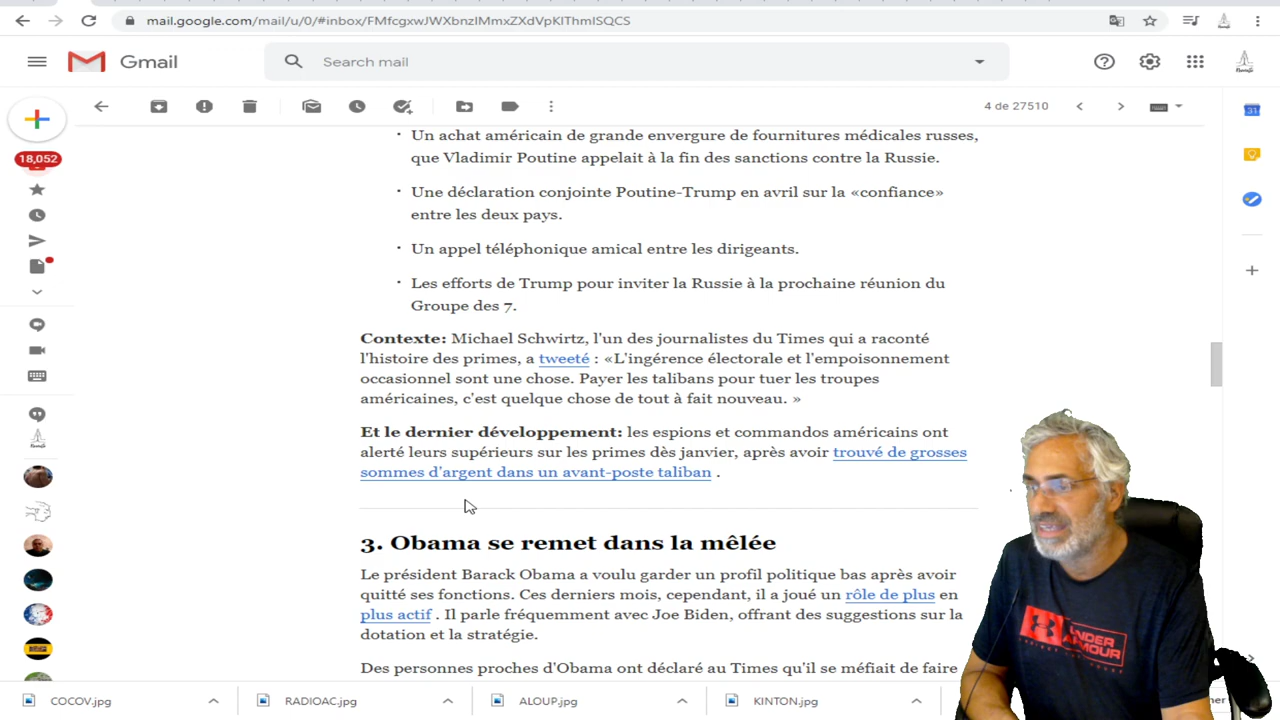 mail.google.com/mail/u/0/#inbox/FMfcgxwJWXbnzIMmxZXdVpKlThmISQCS
Gmail
Search mail
4 de 27510
18,052
31
· Un achat américain de grande envergure de fournitures médicales russes,
que Vladimir Poutine appelait à la fin des sanctions contre la Russie.
· Une déclaration conjointe Poutine-Trump en avril sur la «confiance»
entre les deux pays.
· Un appel téléphonique amical entre les dirigeants.
· Les efforts de Trump pour inviter la Russie à la prochaine réunion du
Groupe des 7.
Contexte: Michael Schwirtz, l'un des journalistes du Times qui a raconté
l'histoire des primes, a tweeté : «L'ingérence électorale et l'empoisonnement
occasionnel sont une chose. Payer les talibans pour tuer les troupes
américaines, c'est quelque chose de tout à fait nouveau. »
Et le dernier développement: les espions et commandos américains ont
alerté leurs supérieurs sur les primes dès janvier, après avoir trouvé de grosses
sommes d'argent dans un avant-poste taliban .
3. Obama se remet dans la mêlée
Le président Barack Obama a voulu garder un profil politique bas après avoir
quitté ses fonctions. Ces derniers mois, cependant, il a joué un rôle de plus en
plus actif . Il parle fréquemment avec Joe Biden, offrant des suggestions sur la
dotation et la stratégie.
Des personnes proches d'Obama ont déclaré au Times qu'il se méfiait de faire
UNDER
ARMOUR
COCOV.jpg
RADIOAC.jpg
ALOUP.jpg
KINTON.jpg